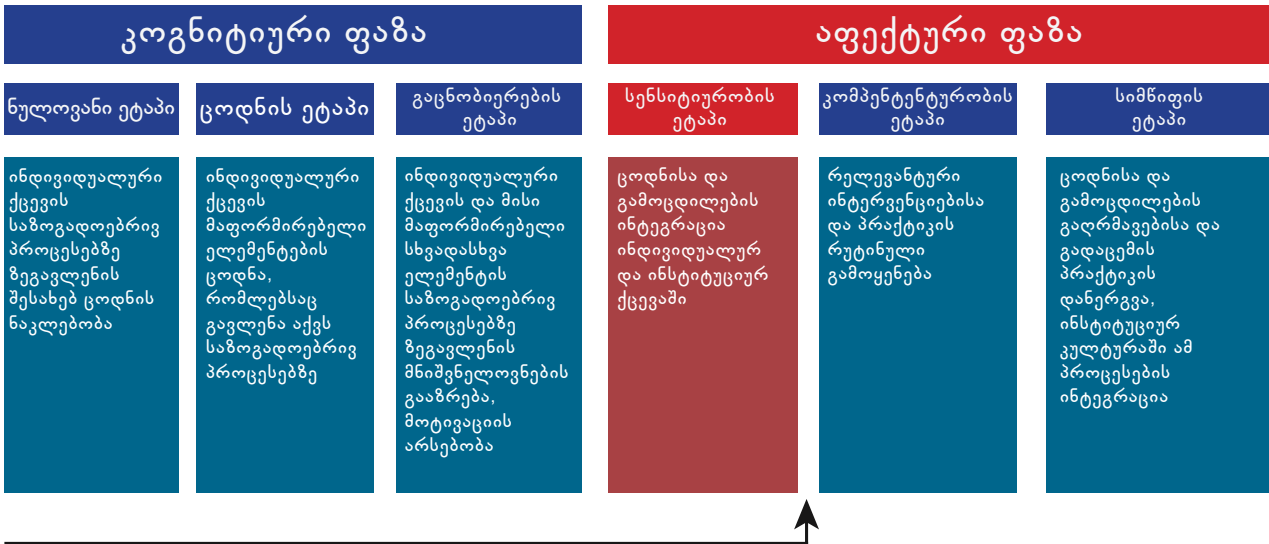 კოგნიტიური ფაზა
აფექტური ფაზა
ნულოვანი ეტაპი
ცოდნის ეტაპი
გაცნობიერების
ეტაპი
სენსიტიურობის
ეტაპი
კომპენტენტურობის
ეტაპი
სიმწიფის
ეტაპი
ინდივიდუალური
ქცევის
საზოგადოებრივ
პროცესებზე
ზეგავლენის
შესახებ ცოდნის
ნაკლებობა
ინდივიდუალური
ქცევის
მაფორმირებელი
ელემენტების
ცოდნა,
რომლებსაც
გავლენა აქვს
საზოგადოებრივ
პროცესებზე
ინდივიდუალური
ქცევის და მისი
მაფორმირებელი
სხვადასხვა
ელემენტის
საზოგადოებრივ
პროცესებზე
ზეგავლენის
მნიშვნელოვნების
გააზრება,
მოტივაციის
არსებობა
ცოდნისა და
გამოცდილების
ინტეგრაცია
ინდივიდუალურ
და ინსტიტუციურ
ქცევაში
რელევანტური
ინტერვენციებისა
და პრაქტიკის
რუტინული
გამოყენება
ცოდნისა და
გამოცდილების
გაღრმავებისა და
გადაცემის
პრაქტიკის
დანერგვა,
ინსტიტუციურ
კულტურაში ამ
პროცესების
ინტეგრაცია